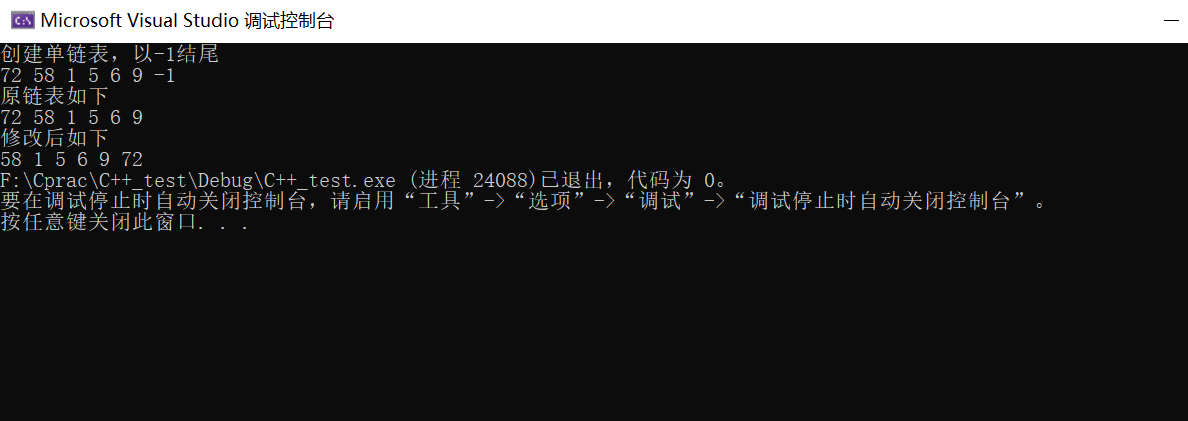 Microsoft Visual Studio 调试控制台
创建单链表，以-1结尾
72 58 1 5 6 9 -1
原链表如下
72 58 1 5 6 9
修改后如下
58 1 5 6 9 72
F:\Cprac\C++_test\Debug\C++_test.exe (进程 24088)已退出，代码为 0。
要在调试停止时自动关闭控制台，请启用“工具”->“选项”->“调试”->“调试停止时自动关闭控制台”。
按任意键关闭此窗口. . .